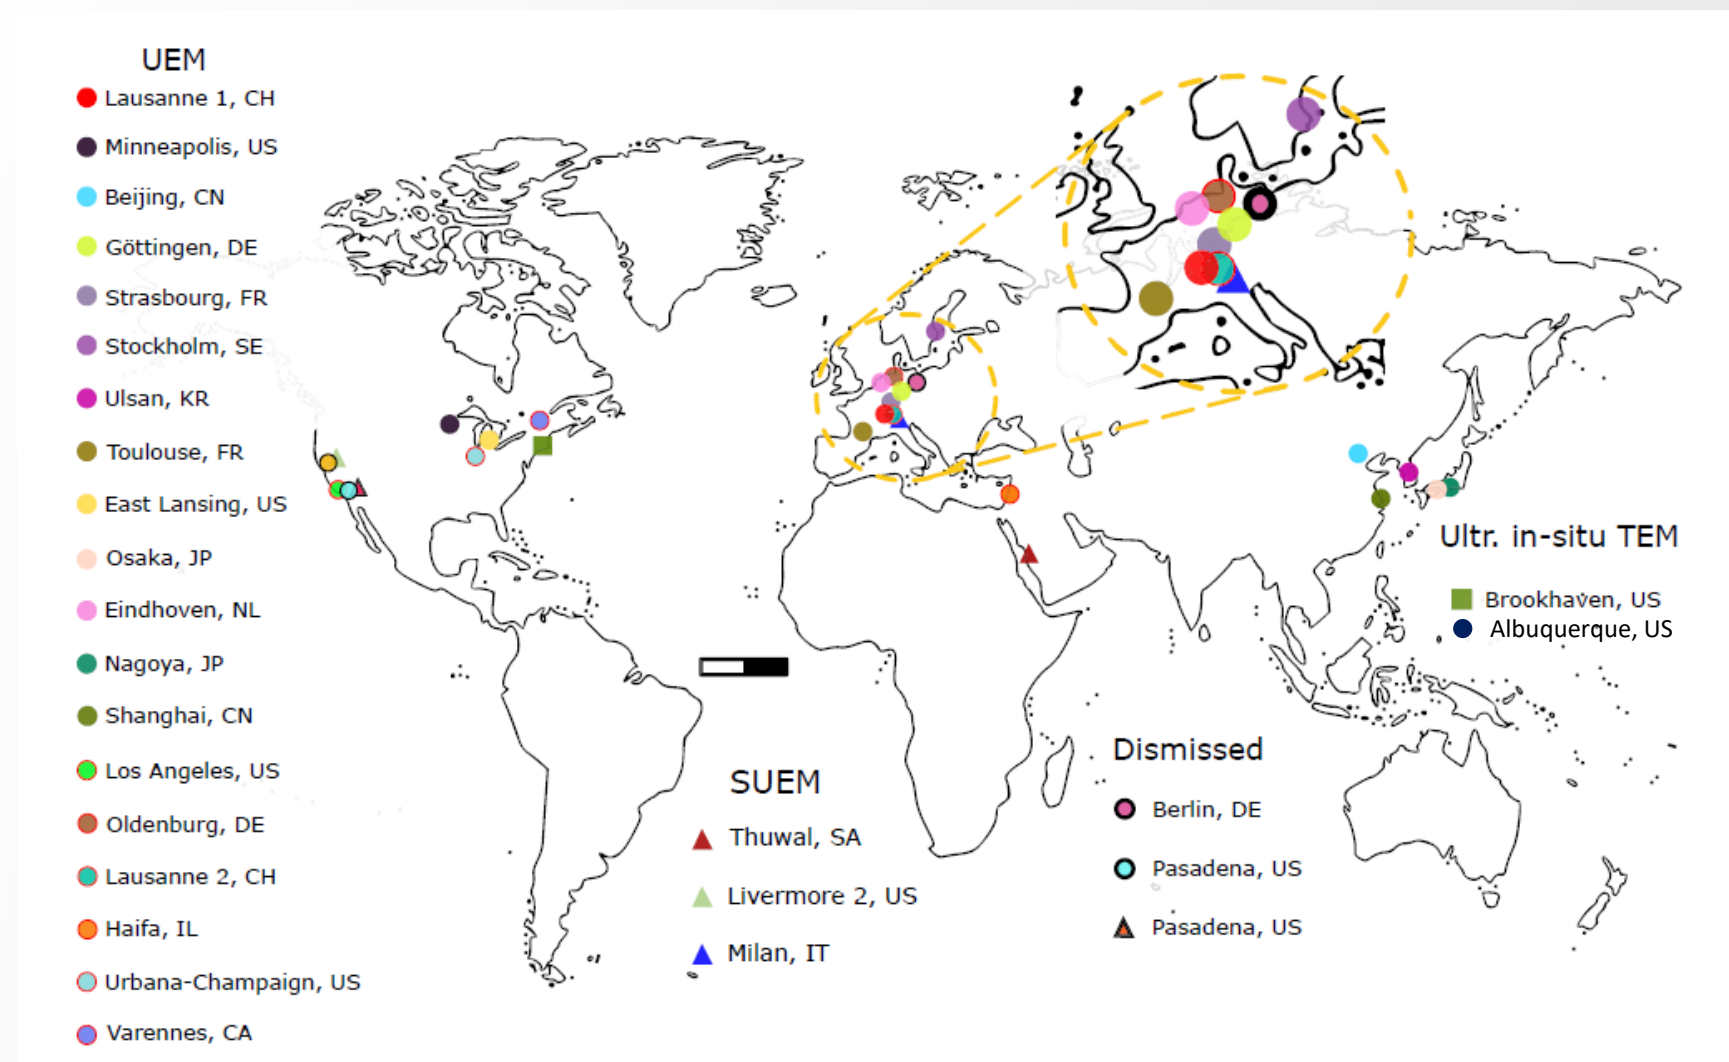 UEM
Lausanne 1, CH
Minneapolis, US
Beijing, CN
Göttingen, DE
Strasbourg, FR
Stockholm, SE
Ulsan, KR
Toulouse, FR
East Lansing, US
Osaka, JP
Eindhoven, NL
Nagoya, JP
Shanghai, CN
Los Angeles, US
Oldenburg, DE
Lausanne 2, CH
Haifa, IL
Urbana-Champaign, US
Varennes, CA
SUEM
Thuwal, SA
Livermore 2, US
Milan, IT
Dismissed
Berlin, DE
Pasadena, US
Pasadena, US
Ultr. in-situ TEM
Brookhaven, US
Albuquerque, US